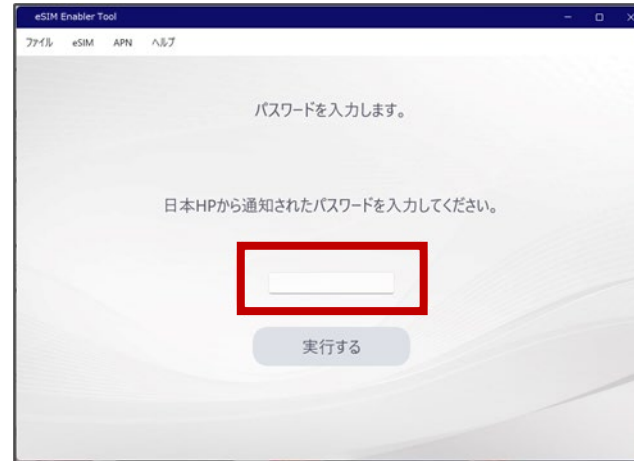 eSIM Enabler Tool
ファイル eSIM APN ヘルプ
パスワードを入力します。
日本HPから通知されたパスワードを入力してください。
実行する